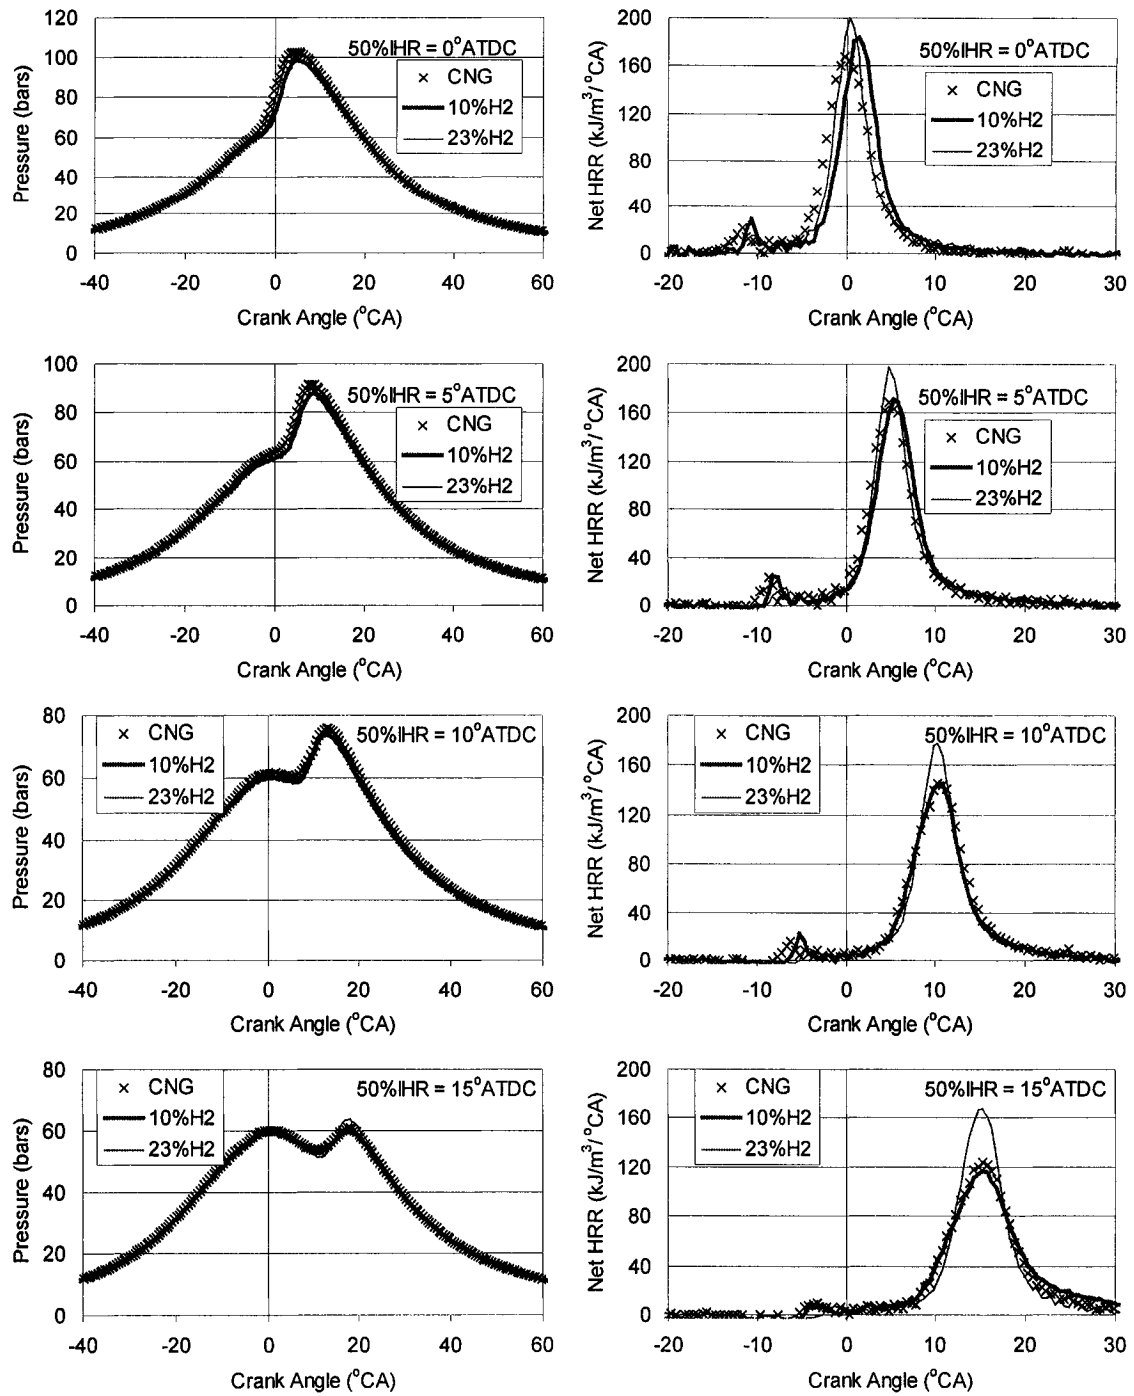 120
100
80
60
40
20
0
Pressure (bars)
50%IHR = 0°ATDC
CNG
10%H2
23%H2
-40 -20 0 20 40 60
Crank Angle (°CA)
200
160
120
80
40
0
Net HRR (kJ/m³/°CA)
50%IHR = 0°ATDC
CNG
10%H2
23%H2
-20 -10 0 10 20 30
Crank Angle (°CA)
100
80
60
40
20
0
Pressure (bars)
50%IHR = 5°ATDC
CNG
10%H2
23%H2
-40 -20 0 20 40 60
Crank Angle (°CA)
200
160
120
80
40
0
Net HRR (kJ/m³/°CA)
50%IHR = 5°ATDC
CNG
10%H2
23%H2
-20 -10 0 10 20 30
Crank Angle (°CA)
80
60
40
20
0
Pressure (bars)
CNG
10%H2
23%H2
50%IHR = 10°ATDC
-40 -20 0 20 40 60
Crank Angle (°CA)
200
160
120
80
40
0
Net HRR (kJ/m³/°CA)
CNG
10%H2
23%H2
50%IHR = 10°ATDC
-20 -10 0 10 20 30
Crank Angle (°CA)
80
60
40
20
0
Pressure (bars)
CNG
10%H2
23%H2
50%IHR = 15°ATDC
-40 -20 0 20 40 60
Crank Angle (°CA)
200
160
120
80
40
0
Net HRR (kJ/m³/°CA)
CNG
10%H2
23%H2
50%IHR = 15°ATDC
-20 -10 0 10 20 30
Crank Angle (°CA)